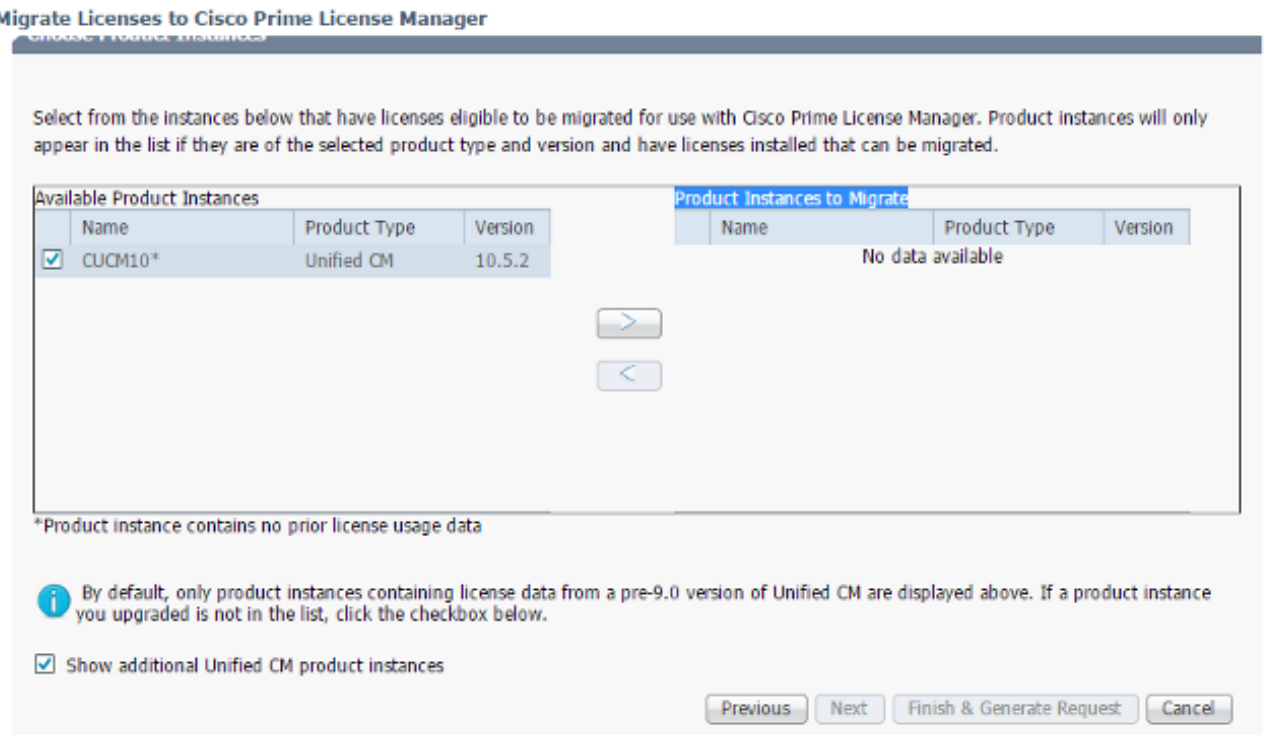 Migrate Licenses to Cisco Prime License Manager
Choose Product Instances
Select from the instances below that have licenses eligible to be migrated for use with Cisco Prime License Manager. Product instances will only
appear in the list if they are of the selected product type and version and have licenses installed that can be migrated.
Available Product Instances
Name Product Type Version
CUCM10* Unified CM 10.5.2
Product Instances to Migrate
Name Product Type Version
No data available
>
<
*Product instance contains no prior license usage data
By default, only product instances containing license data from a pre-9.0 version of Unified CM are displayed above. If a product instance
you upgraded is not in the list, click the checkbox below.
Show additional Unified CM product instances
Previous Next Finish & Generate Request Cancel